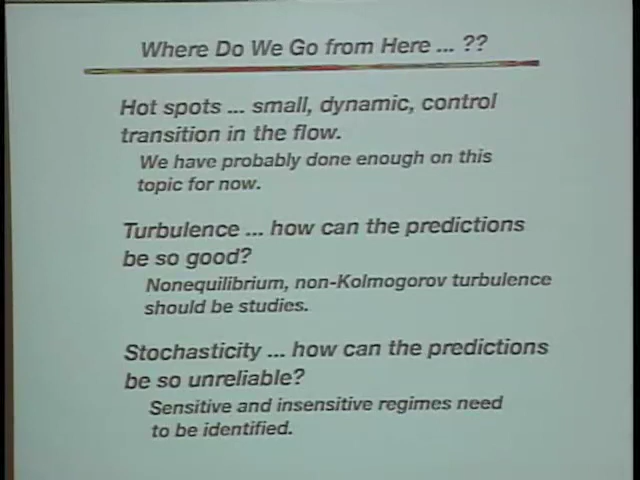 Where Do We Go from Here ... ??
Hot spots ... small, dynamic, control
transition in the flow.
We have probably done enough on this
topic for now.
Turbulence ... how can the predictions
be so good?
Nonequilibrium, non-Kolmogorov turbulence
should be studies.
Stochasticity ... how can the predictions
be so unreliable?
Sensitive and insensitive regimes need
to be identified.